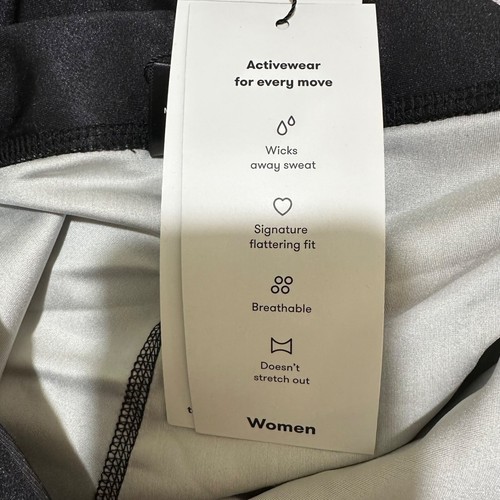 Activewear
for every move
Wicks
away sweat
Signature
flattering fit
Breathable
Doesn't
stretch out
Women